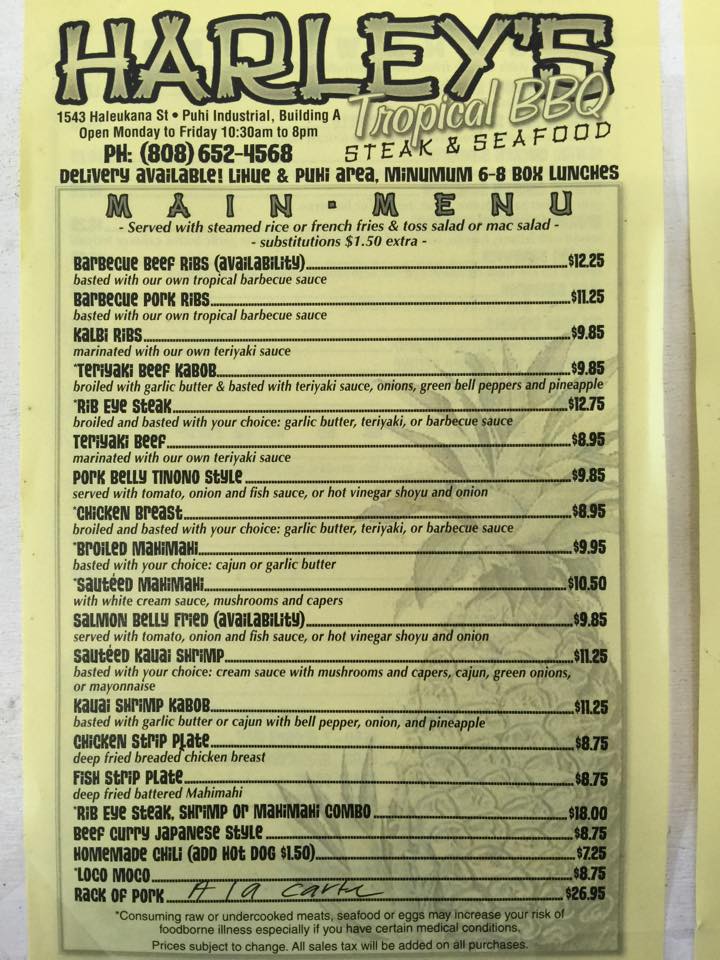 HARLEY'S
Tropical BBQ
STEAK & SEAFOOD
1543 Haleukana St • Puhi Industrial, Building A
Open Monday to Friday 10:30am to 8pm
PH: (808) 652-4568
Delivery available! Lihue & Puhi area, Minumum 6-8 Box Lunches
MAIN • MENU
- Served with steamed rice or french fries & toss salad or mac salad -
- substitutions $1.50 extra -
Barbecue Beef Ribs (availability) $12.25
basted with our own tropical barbecue sauce
Barbecue Pork Ribs $11.25
basted with our own tropical barbecue sauce
Kalbi Ribs $9.85
marinated with our own teriyaki sauce
*Teriyaki Beef Kabob $9.85
broiled with garlic butter & basted with teriyaki sauce, onions, green bell peppers and pineapple
*Rib Eye Steak $12.75
broiled and basted with your choice: garlic butter, teriyaki, or barbecue sauce
Teriyaki Beef $8.95
marinated with our own teriyaki sauce
Pork Belly Tinono Style $9.85
served with tomato, onion and fish sauce, or hot vinegar shoyu and onion
*Chicken Breast $8.95
broiled and basted with your choice: garlic butter, teriyaki, or barbecue sauce
*Broiled Mahimahi $9.95
basted with your choice: cajun or garlic butter
*Sautéed Mahimahi $10.50
with white cream sauce, mushrooms and capers
Salmon Belly Fried (availability) $9.85
served with tomato, onion and fish sauce, or hot vinegar shoyu and onion
Sautéed Kauai Shrimp $11.25
basted with your choice: cream sauce with mushrooms and capers, cajun, green onions,
or mayonnaise
Kauai Shrimp Kabob $11.25
basted with garlic butter or cajun with bell pepper, onion, and pineapple
Chicken Strip Plate $8.75
deep fried breaded chicken breast
Fish Strip Plate $8.75
deep fried battered Mahimahi
*Rib Eye Steak, Shrimp or Mahimahi Combo $18.00
Beef Curry Japanese Style $8.75
Homemade Chili (add hot dog $1.50) $7.25
*Loco Moco $8.75
Rack of Pork A la carte $26.95
*Consuming raw or undercooked meats, seafood or eggs may increase your risk of
foodborne illness especially if you have certain medical conditions.
Prices subject to change. All sales tax will be added on all purchases.